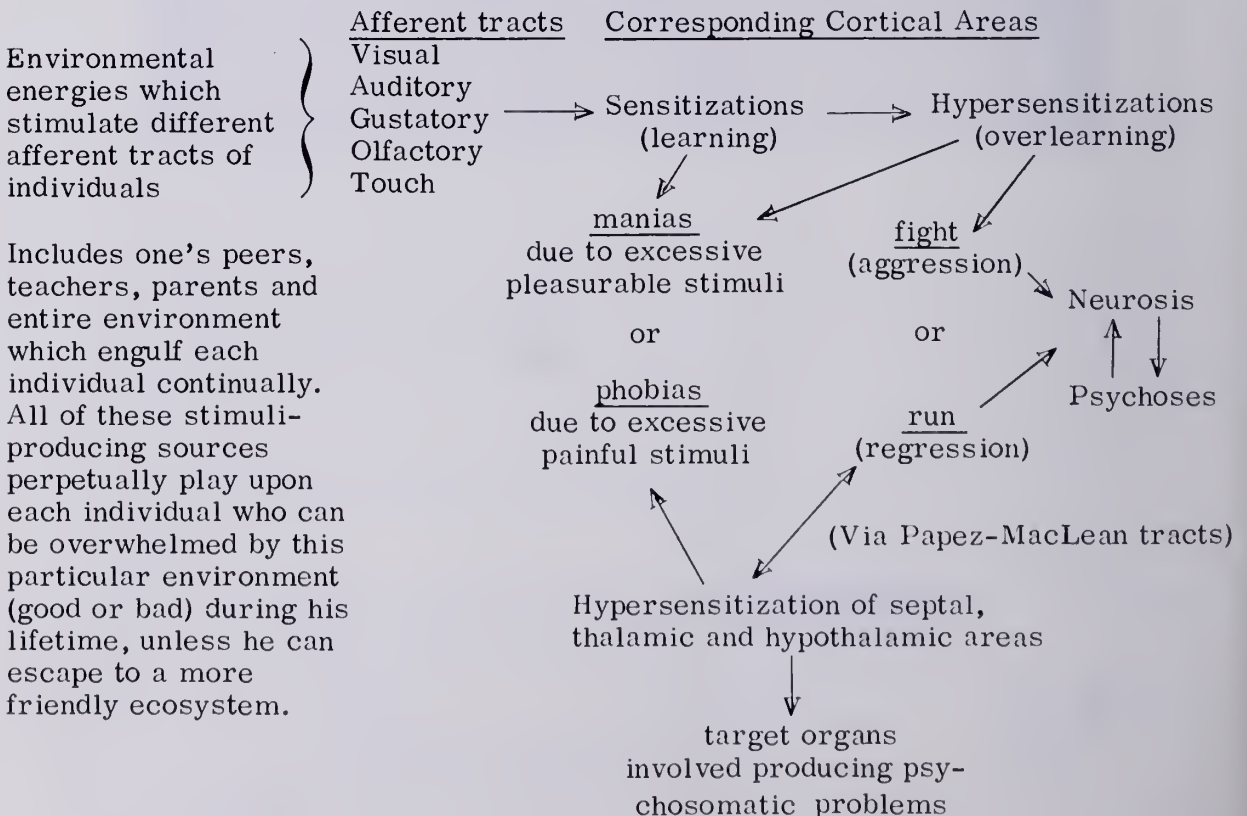 Afferent tracts Corresponding Cortical Areas
Environmental
energies which
stimulate different
afferent tracts of
individuals
Visual
Auditory
Gustatory
Olfactory
Touch
Sensitizations
(learning)
Hypersensitizations
(overlearning)
manias
due to excessive
pleasurable stimuli
or
phobias
due to excessive
painful stimuli
fight
(aggression)
or
run
(regression)
Neurosis
Psychoses
Includes one's peers,
teachers, parents and
entire environment
which engulf each
individual continually.
All of these stimuli-
producing sources
perpetually play upon
each individual who can
be overwhelmed by this
particular environment
(good or bad) during his
lifetime, unless he can
escape to a more
friendly ecosystem.
(Via Papez-MacLean tracts)
Hypersensitization of septal,
thalamic and hypothalamic areas
target organs
involved producing psy-
chosomatic problems